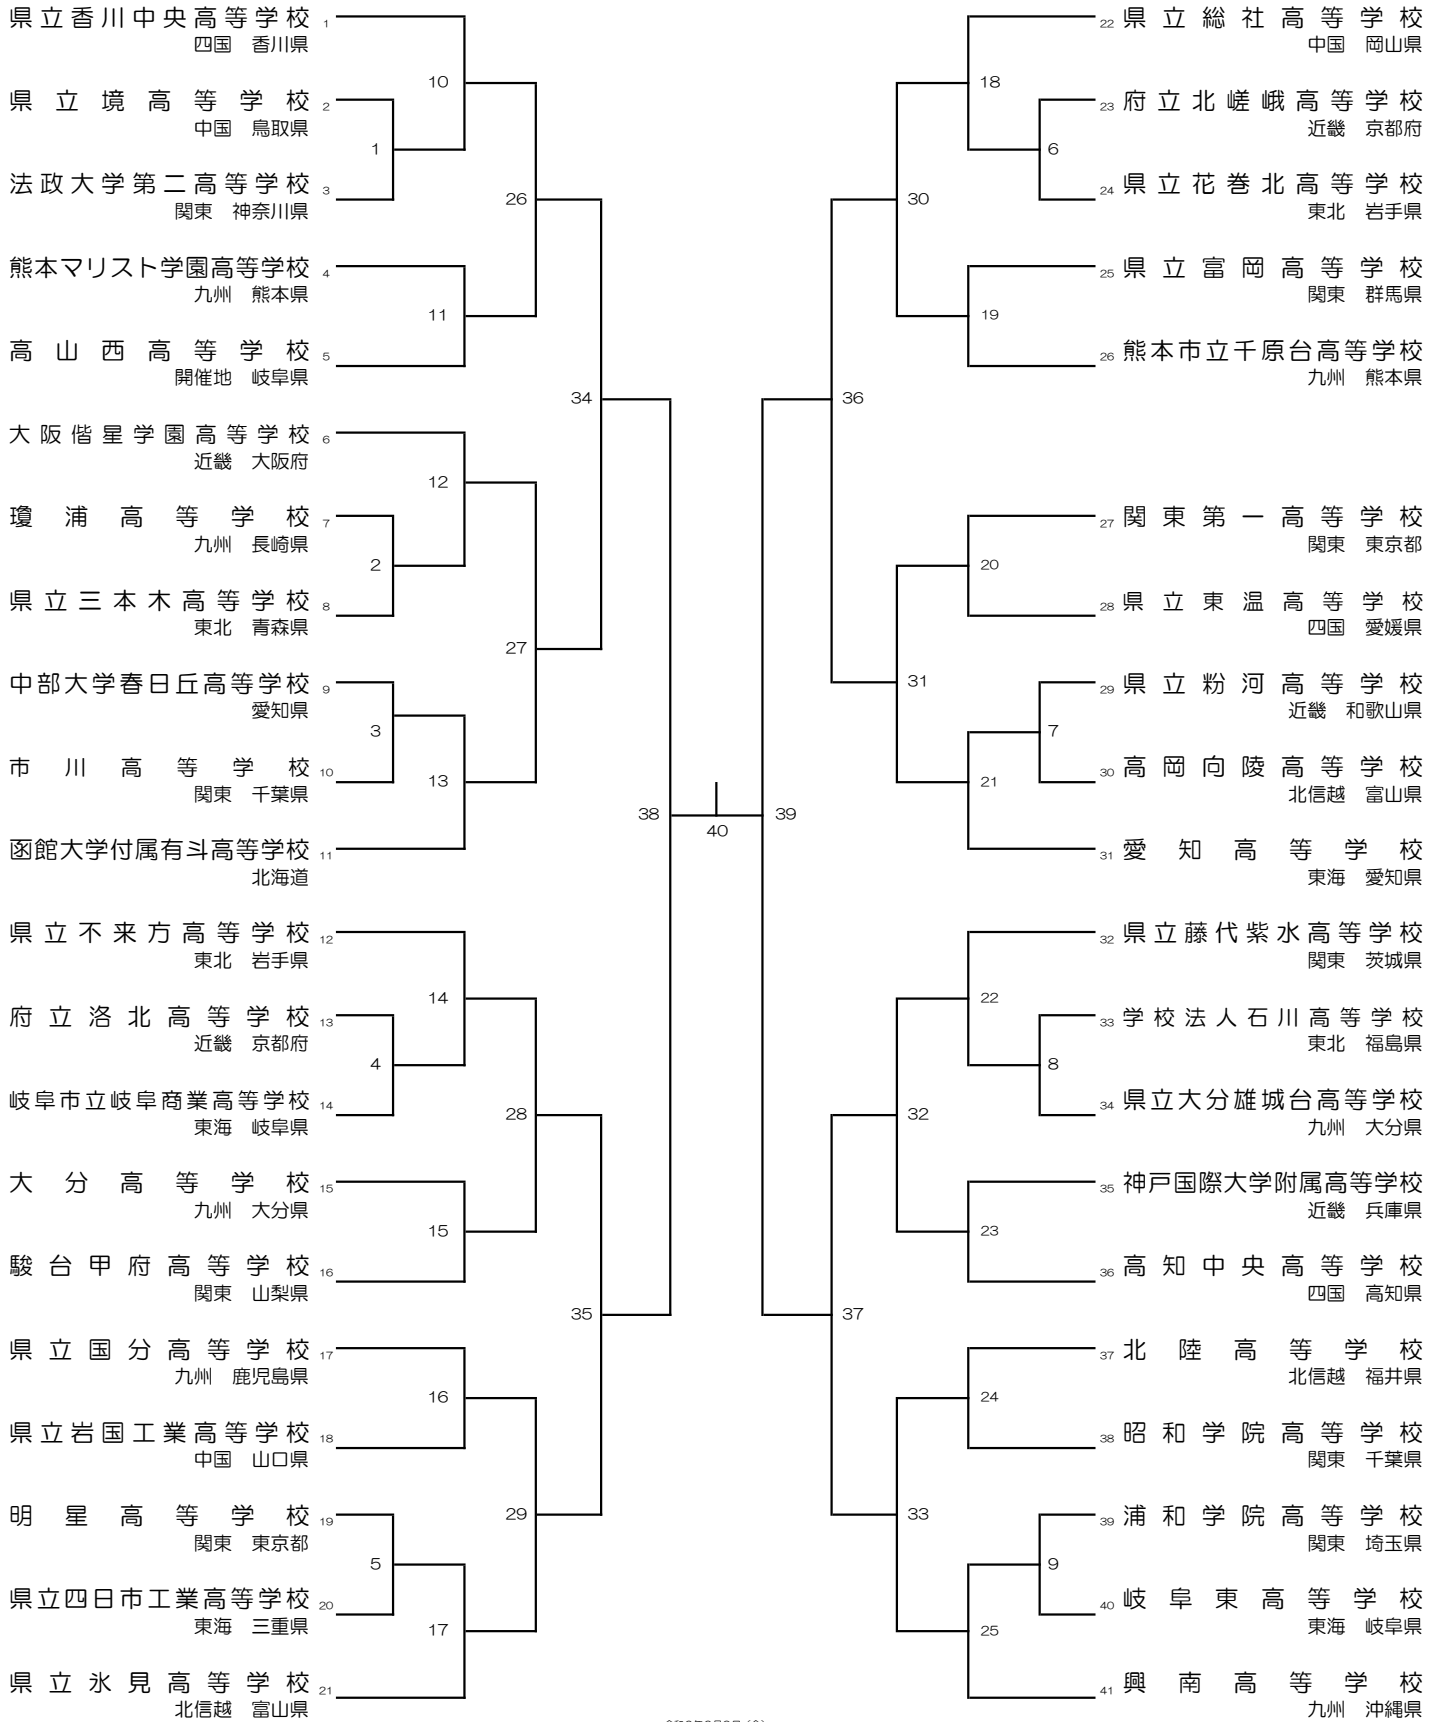 県立香川中央高等学校 1
四国 香川県
10
県立境高等学校 2
中国 鳥取県
1
法政大学第二高等学校 3
関東 神奈川県
26
熊本マリスト学園高等学校 4
九州 熊本県
11
高山西高等学校 5
開催地 岐阜県
34
大阪偕星学園高等学校 6
近畿 大阪府
12
瓊浦高等学校 7
九州 長崎県
2
県立三本木高等学校 8
東北 青森県
27
中部大学春日丘高等学校 9
愛知県
3
市川高等学校 10
関東 千葉県
13
38
函館大学付属有斗高等学校 11
北海道
県立不来方高等学校 12
東北 岩手県
14
府立洛北高等学校 13
近畿 京都府
4
岐阜市立岐阜商業高等学校 14
東海 岐阜県
28
大分高等学校 15
九州 大分県
15
駿台甲府高等学校 16
関東 山梨県
35
県立国分高等学校 17
九州 鹿児島県
16
県立岩国工業高等学校 18
中国 山口県
29
明星高等学校 19
関東 東京都
5
県立四日市工業高等学校 20
東海 三重県
17
県立氷見高等学校 21
北信越 富山県
40
22 県立総社高等学校
中国 岡山県
18
23 府立北嵯峨高等学校
近畿 京都府
6
24 県立花巻北高等学校
東北 岩手県
30
25 県立富岡高等学校
関東 群馬県
19
26 熊本市立千原台高等学校
九州 熊本県
36
27 関東第一高等学校
関東 東京都
20
28 県立東温高等学校
四国 愛媛県
31
29 県立粉河高等学校
近畿 和歌山県
7
30 高岡向陵高等学校
北信越 富山県
21
39
31 愛知高等学校
東海 愛知県
32 県立藤代紫水高等学校
関東 茨城県
22
33 学校法人石川高等学校
東北 福島県
8
34 県立大分雄城台高等学校
九州 大分県
32
35 神戸国際大学附属高等学校
近畿 兵庫県
23
36 高知中央高等学校
四国 高知県
37
37 北陸高等学校
北信越 福井県
24
38 昭和学院高等学校
関東 千葉県
33
39 浦和学院高等学校
関東 埼玉県
9
40 岐阜東高等学校
東海 岐阜県
25
41 興南高等学校
九州 沖縄県